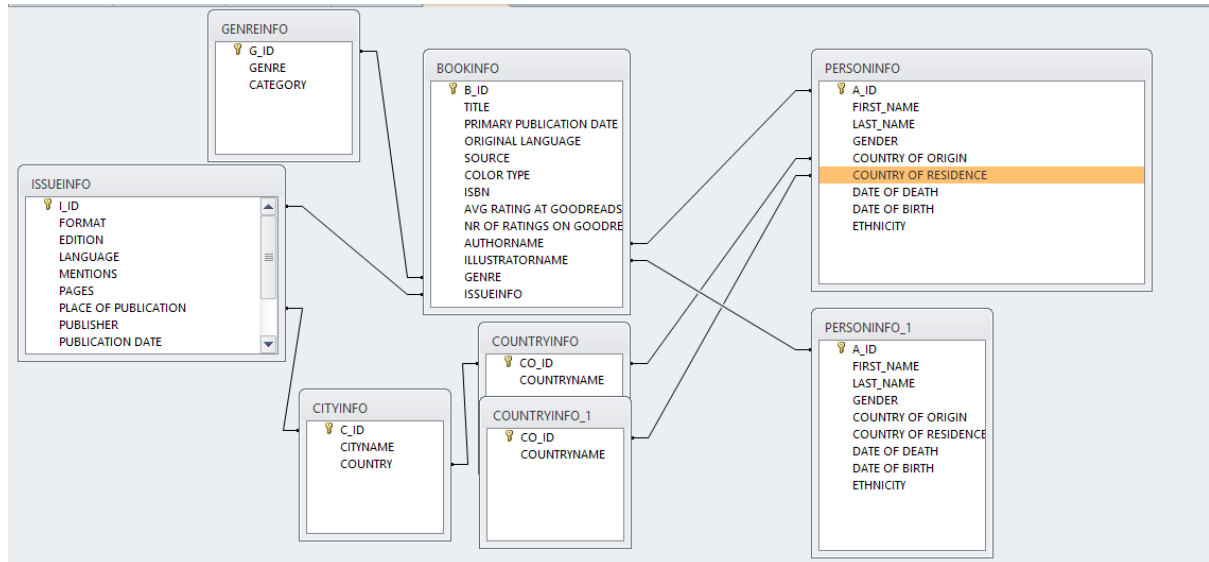 GENREINFO
G_ID
GENRE
CATEGORY
ISSUEINFO
I_ID
FORMAT
EDITION
LANGUAGE
MENTIONS
PAGES
PLACE OF PUBLICATION
PUBLISHER
PUBLICATION DATE
BOOKINFO
B_ID
TITLE
PRIMARY PUBLICATION DATE
ORIGINAL LANGUAGE
SOURCE
COLOR TYPE
ISBN
AVG RATING AT GOODREADS
NR OF RATINGS ON GOODRE
AUTHORNAME
ILLUSTRATORNAME
GENRE
ISSUEINFO
CITYINFO
C_ID
CITYNAME
COUNTRY
COUNTRYINFO
CO_ID
COUNTRYNAME
COUNTRYINFO_1
CO_ID
COUNTRYNAME
PERSONINFO
A_ID
FIRST_NAME
LAST_NAME
GENDER
COUNTRY OF ORIGIN
COUNTRY OF RESIDENCE
DATE OF DEATH
DATE OF BIRTH
ETHNICITY
PERSONINFO_1
A_ID
FIRST_NAME
LAST_NAME
GENDER
COUNTRY OF ORIGIN
COUNTRY OF RESIDENCE
DATE OF DEATH
DATE OF BIRTH
ETHNICITY